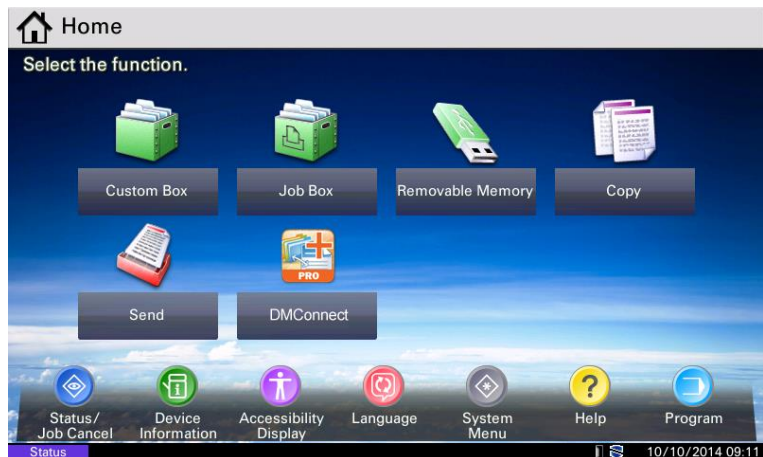 Home
Select the function.
Custom Box
Job Box
Removable Memory
Copy
PRO
Send
DMConnect
?
Status/
Job Cancel
Device
Information
Accessibility
Display
Language
System
Menu
Help
Program
Status
10/10/2014 09:11